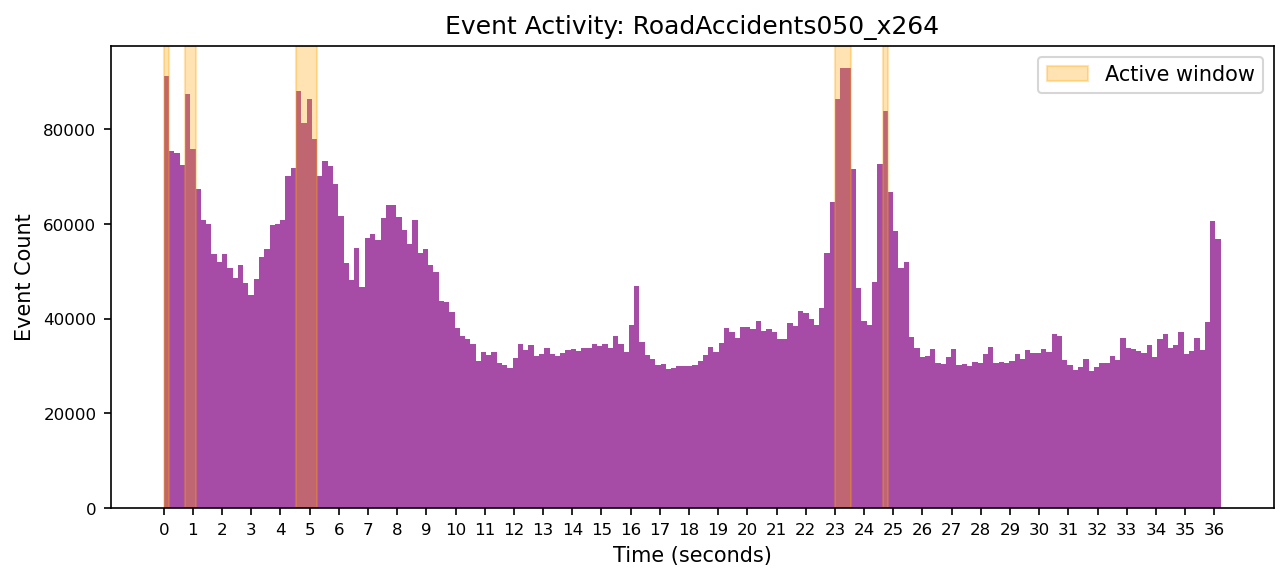 Event Activity: RoadAccidents050_x264
Active window
Event Count
80000
60000
40000
20000
0
0 1 2 3 4 5 6 7 8 9 10 11 12 13 14 15 16 17 18 19 20 21 22 23 24 25 26 27 28 29 30 31 32 33 34 35 36
Time (seconds)